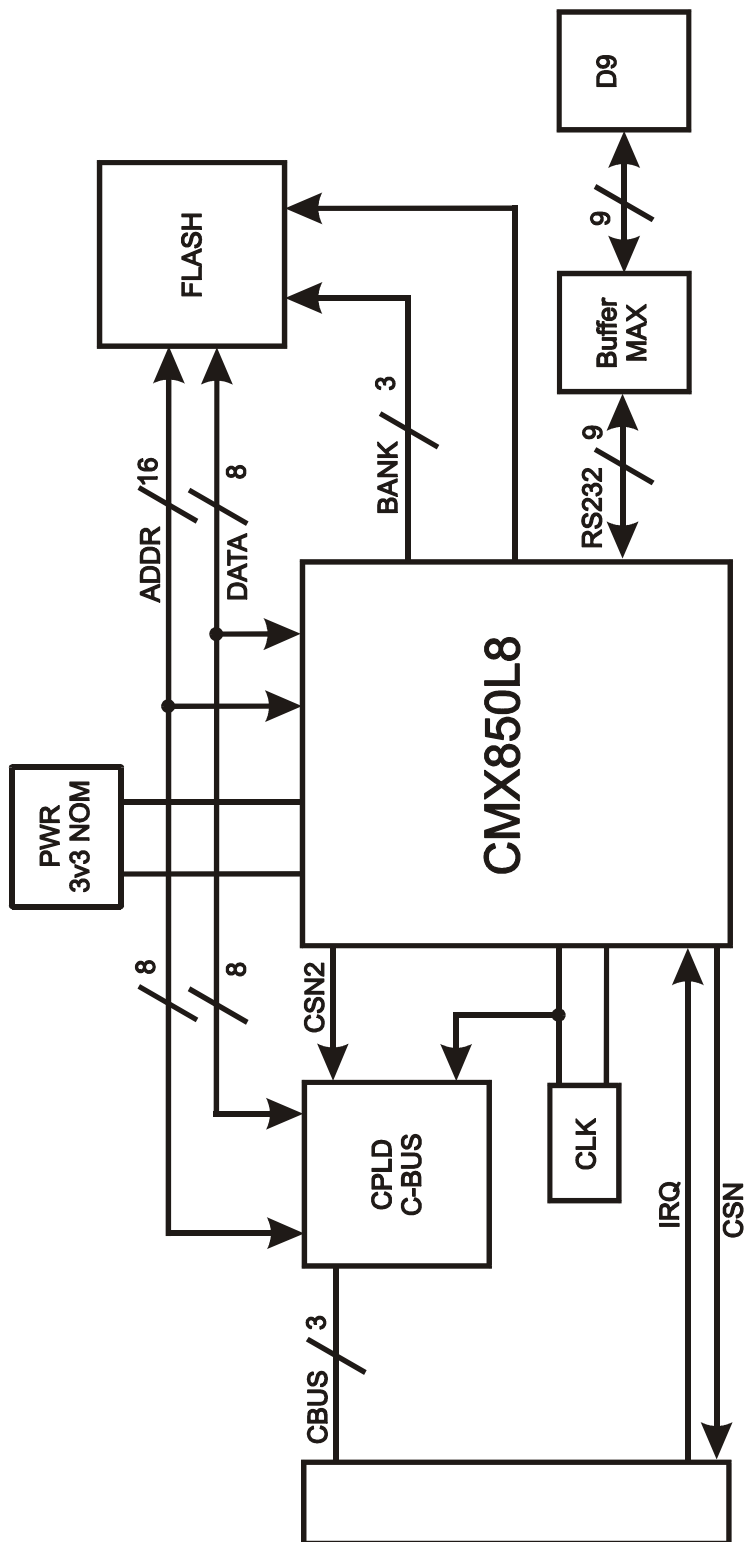 D9
9
Buffer
MAX
9
RS232
FLASH
3
BANK
16
ADDR
8
DATA
CMX850L8
PWR
3v3 NOM
8
8
CSN2
CPLD
C-BUS
CLK
3
CBUS
IRQ
CSN